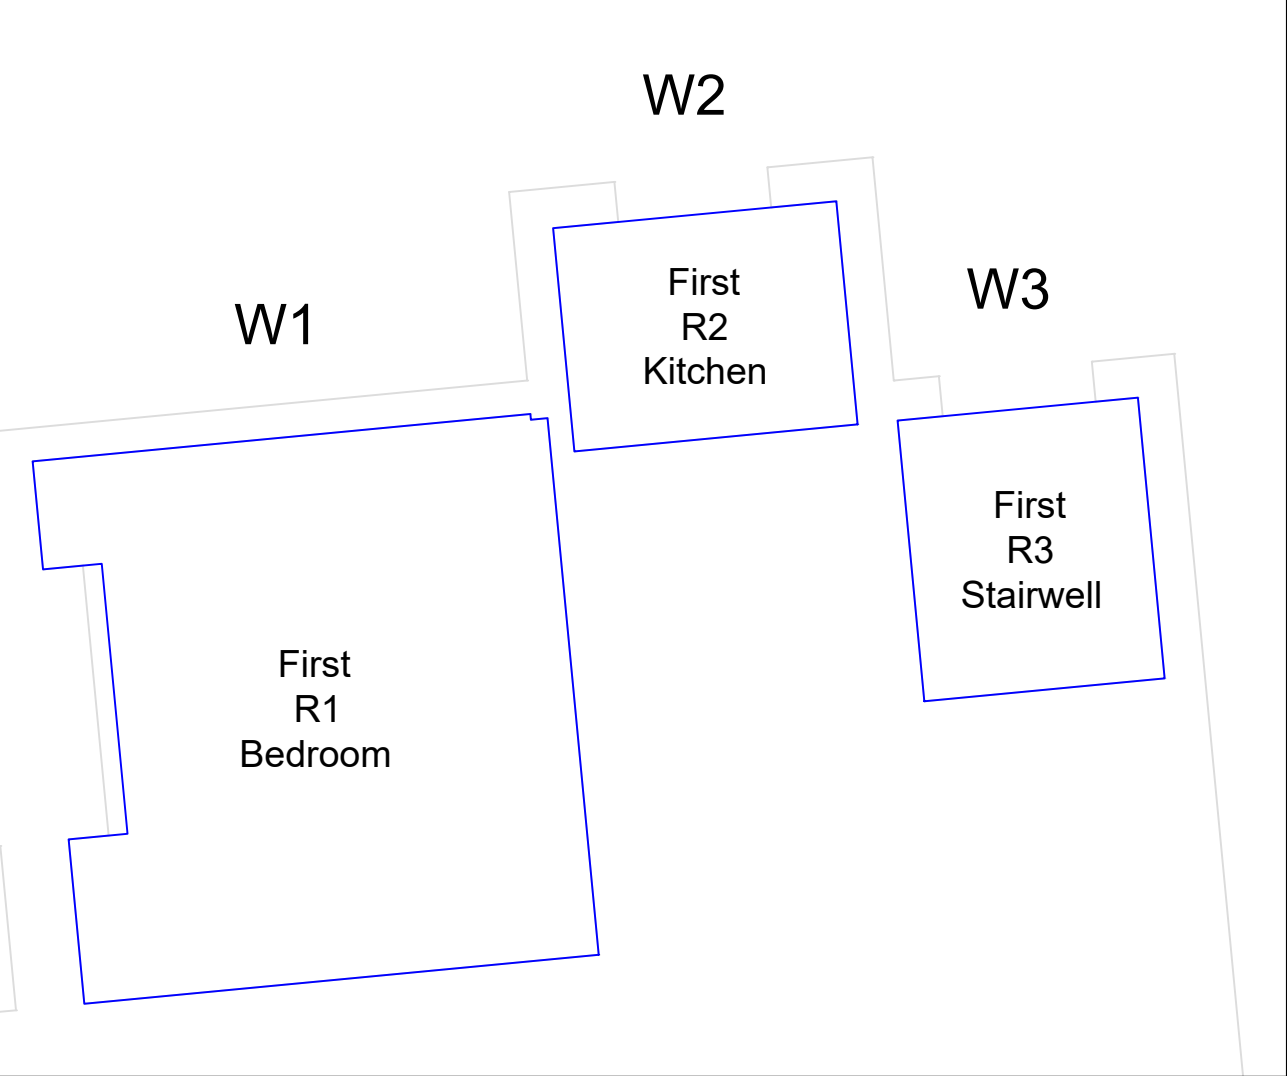 W2
W1
W3
First
R2
Kitchen
First
R3
Stairwell
First
R1
Bedroom